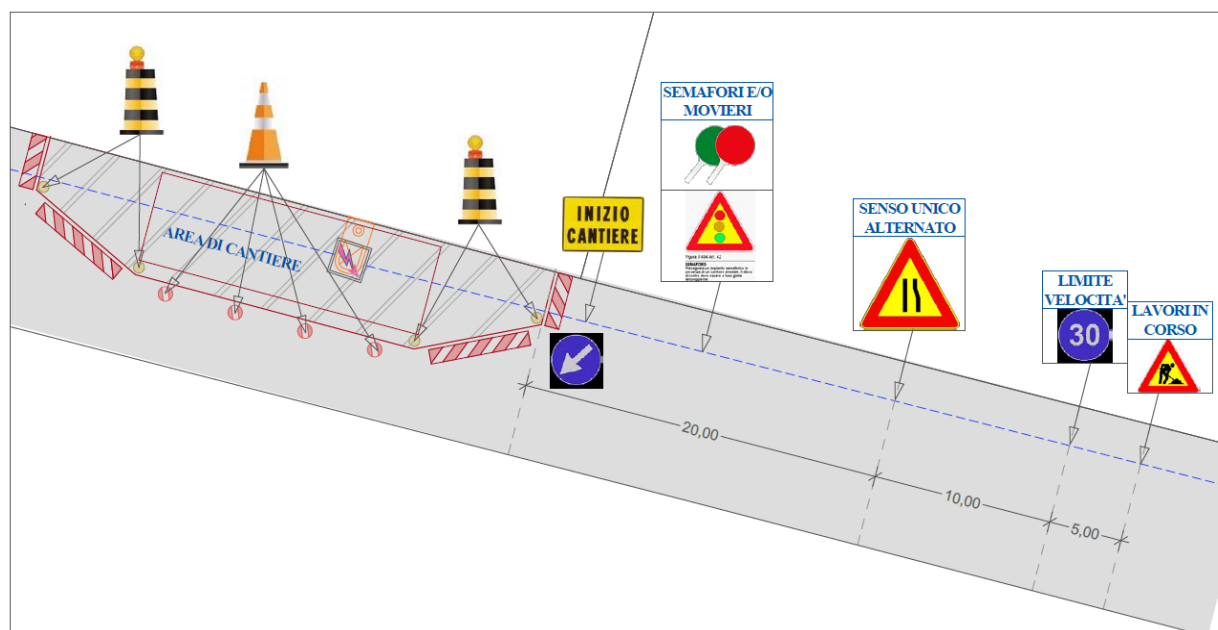 SEMAFORI E/O
MOVIERI
INIZIO
CANTIERE
SENSO UNICO
ALTERNATO
LIMITE
VELOCITA'
30
LAVORI IN
CORSO
AREA DI CANTIERE
20,00
10,00
5,00
SEMAFORO